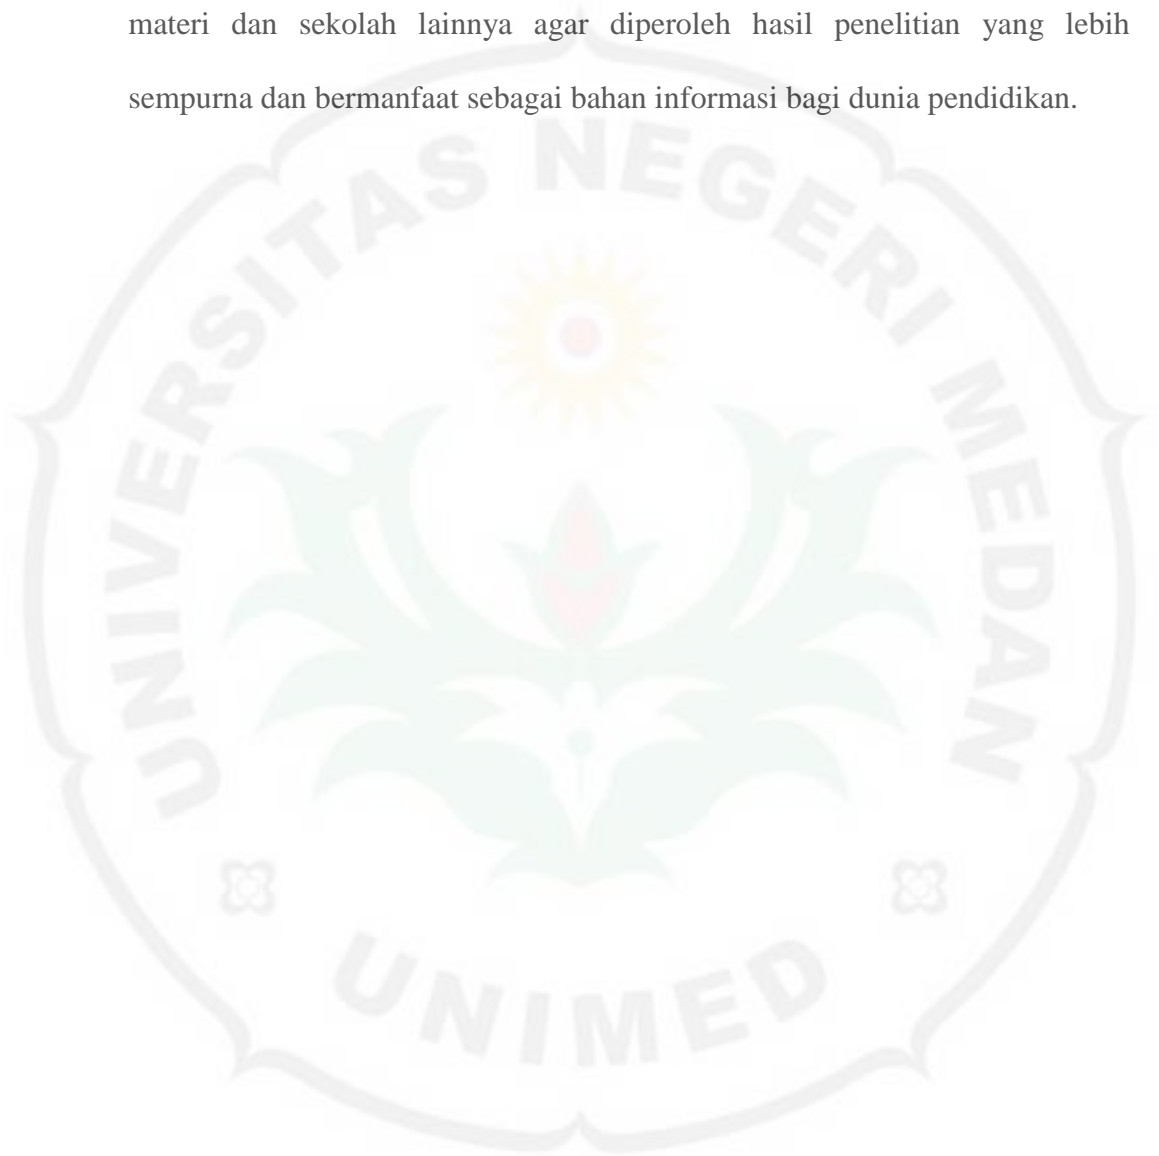 materi dan sekolah lainnya agar diperoleh hasil penelitian yang lebih
sempurna dan bermanfaat sebagai bahan informasi bagi dunia pendidikan.
UNIVERSITAS NEGERI MEDAN
UNIMED